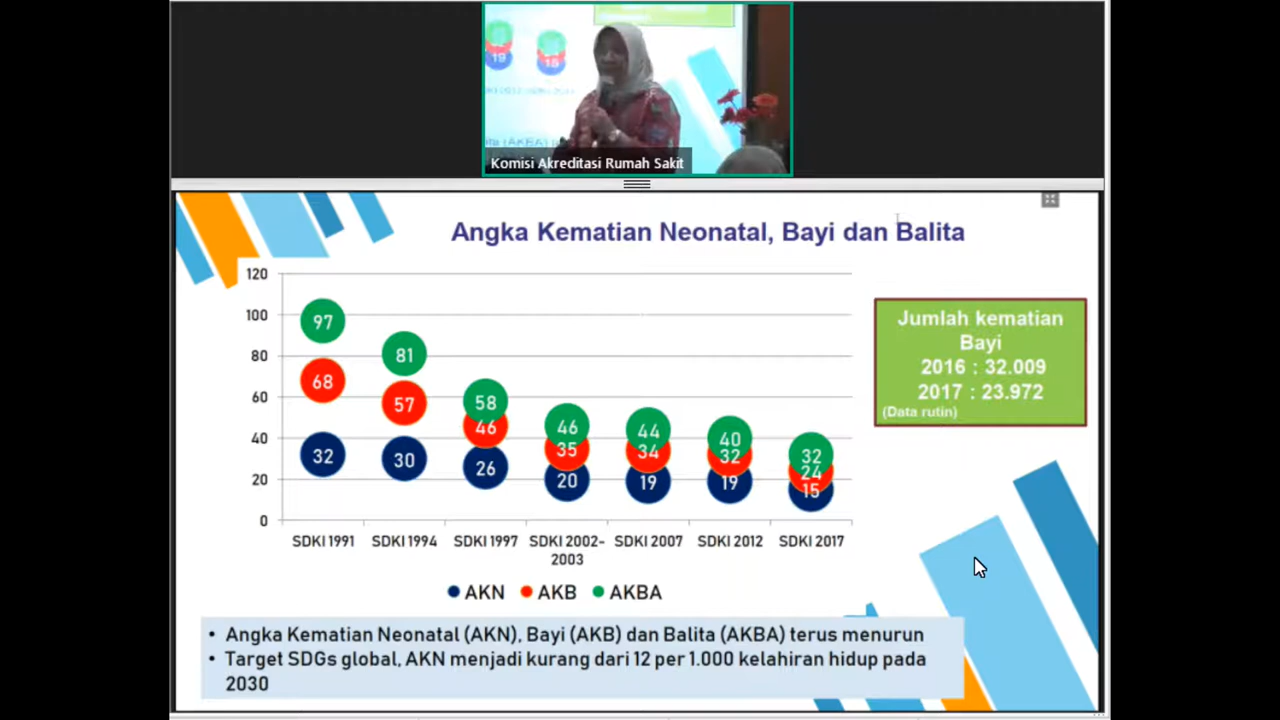 19
15
Komisi Akreditasi Rumah Sakit
Angka Kematian Neonatal, Bayi dan Balita
120
100
80
60
40
20
0
97
81
58
46
44
40
32
68
57
46
35
34
32
24
32
30
26
20
19
19
15
SDKI 1991
SDKI 1994
SDKI 1997
SDKI 2002-
2003
SDKI 2007
SDKI 2012
SDKI 2017
AKN AKB AKBA
Jumlah kematian
Bayi
2016 : 32.009
2017 : 23.972
(Data rutin)
• Angka Kematian Neonatal (AKN), Bayi (AKB) dan Balita (AKBA) terus menurun
• Target SDGs global, AKN menjadi kurang dari 12 per 1.000 kelahiran hidup pada
2030